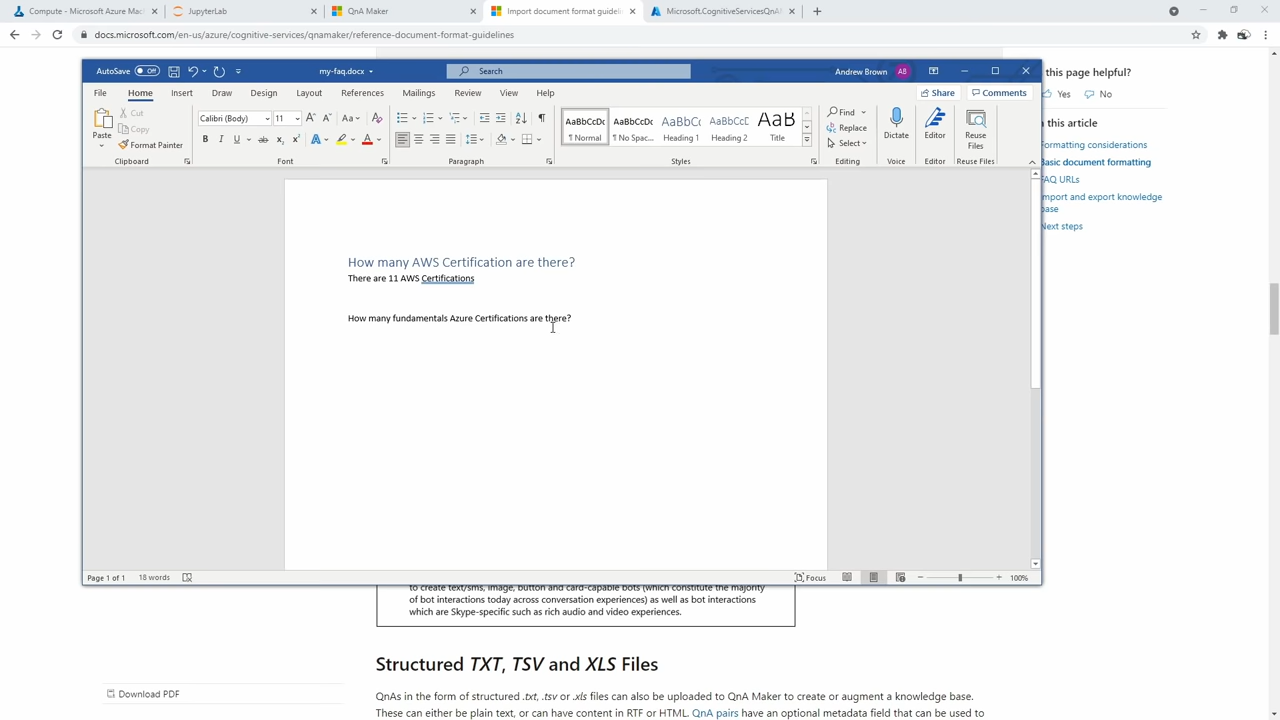 Compute - Microsoft Azure Mac
JupyterLab
QnA Maker
Import document format guideli
Microsoft.CognitiveServicesQnA
docs.microsoft.com/en-us/azure/cognitive-services/qnamaker/reference-document-format-guidelines
AutoSave Off
my-faq.docx
Search
Andrew Brown AB
File Home Insert Draw Design Layout References Mailings Review View Help
Share Comments
Paste
Cut
Copy
Format Painter
Clipboard
Calibri (Body) 11
Font
Paragraph
AaBbCcDc ¶ Normal
AaBbCcDc ¶ No Spac...
AaBbCc Heading 1
AaBbCcC Heading 2
AaB Title
Styles
Find
Replace
Select
Editing
Dictate
Voice
Editor
Editor
Reuse Files
Reuse Files
How many AWS Certification are there?
There are 11 AWS Certifications
How many fundamentals Azure Certifications are there?
Page 1 of 1 18 words
Focus
100%
this page helpful?
Yes No
n this article
Formatting considerations
Basic document formatting
FAQ URLs
Import and export knowledge
base
Next steps
to create text/sms, image, button and card-capable bots (which constitute the majority
of bot interactions today across conversation experiences) as well as bot interactions
which are Skype-specific such as rich audio and video experiences.
Structured TXT, TSV and XLS Files
Download PDF
QnAs in the form of structured .txt, .tsv or .xls files can also be uploaded to QnA Maker to create or augment a knowledge base.
These can either be plain text, or can have content in RTF or HTML. QnA pairs have an optional metadata field that can be used to